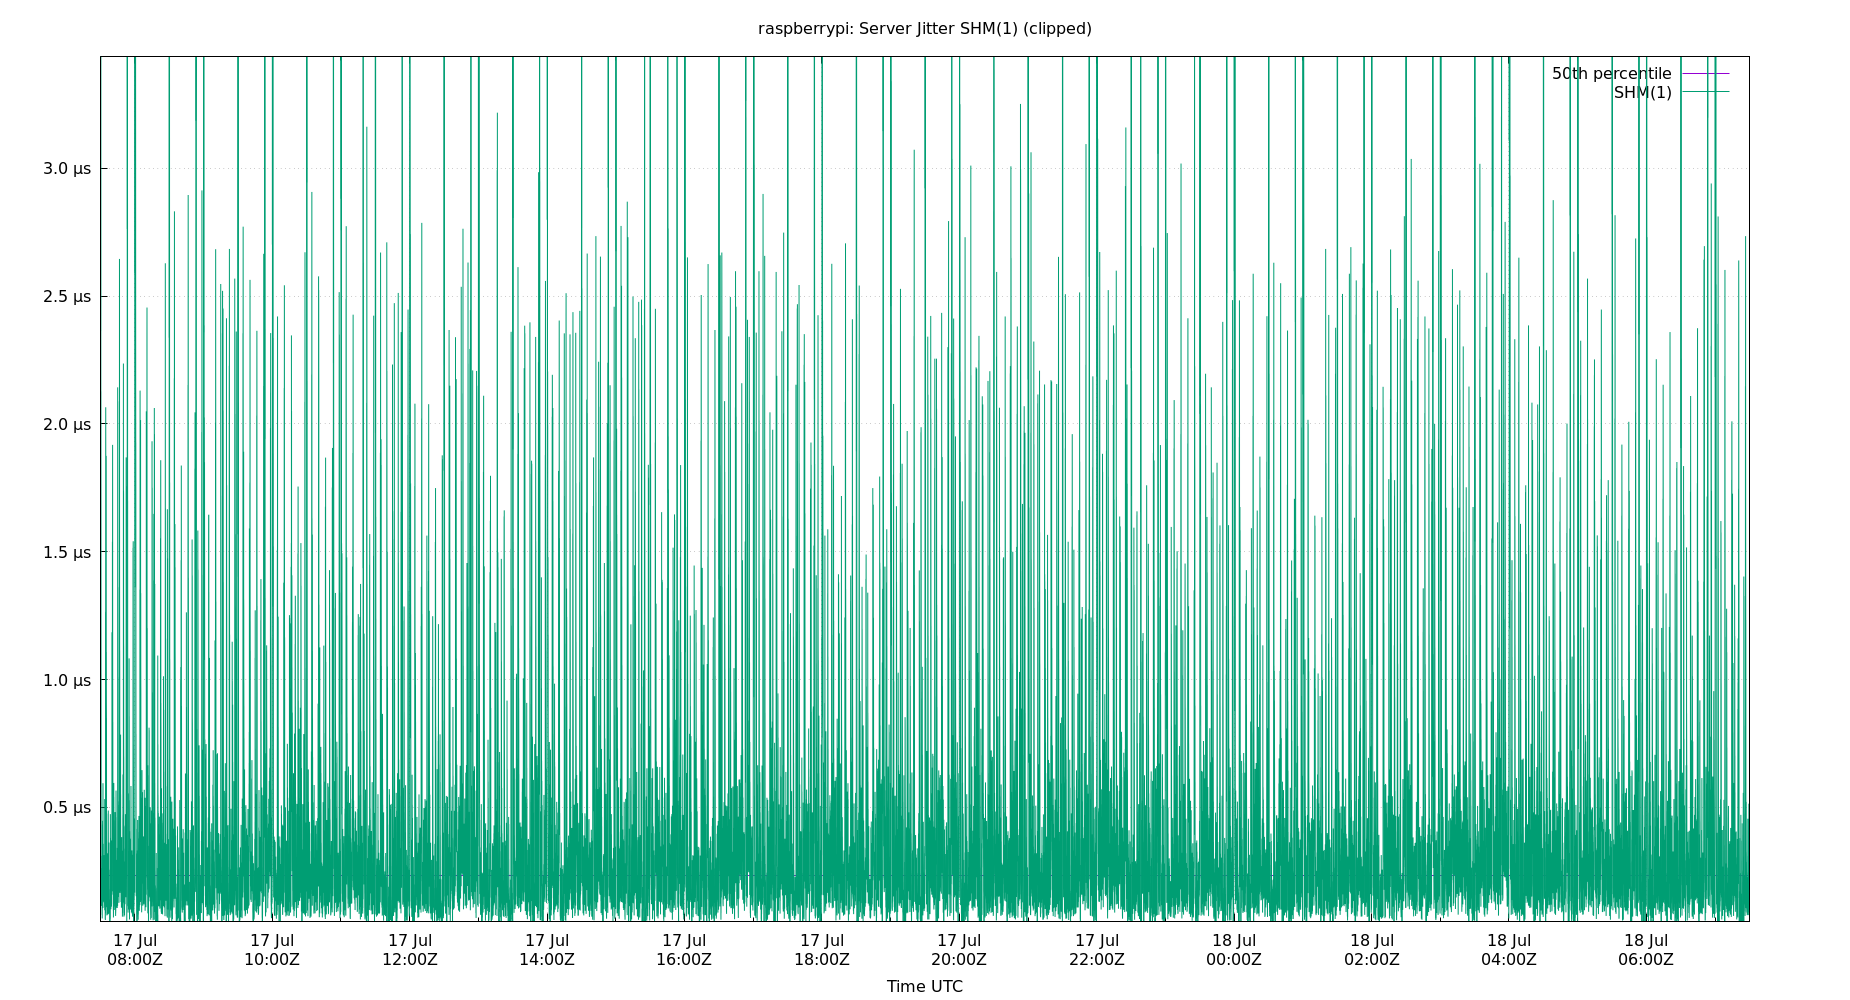 raspberrypi: Server Jitter SHM(1) (clipped)
50th percentile
SHM(1)
3.0 µs
2.5 µs
2.0 µs
1.5 µs
1.0 µs
0.5 µs
17 Jul 17 Jul 17 Jul 17 Jul 17 Jul 17 Jul 17 Jul 17 Jul 18 Jul 18 Jul 18 Jul 18 Jul
08:00Z 10:00Z 12:00Z 14:00Z 16:00Z 18:00Z 20:00Z 22:00Z 00:00Z 02:00Z 04:00Z 06:00Z
Time UTC